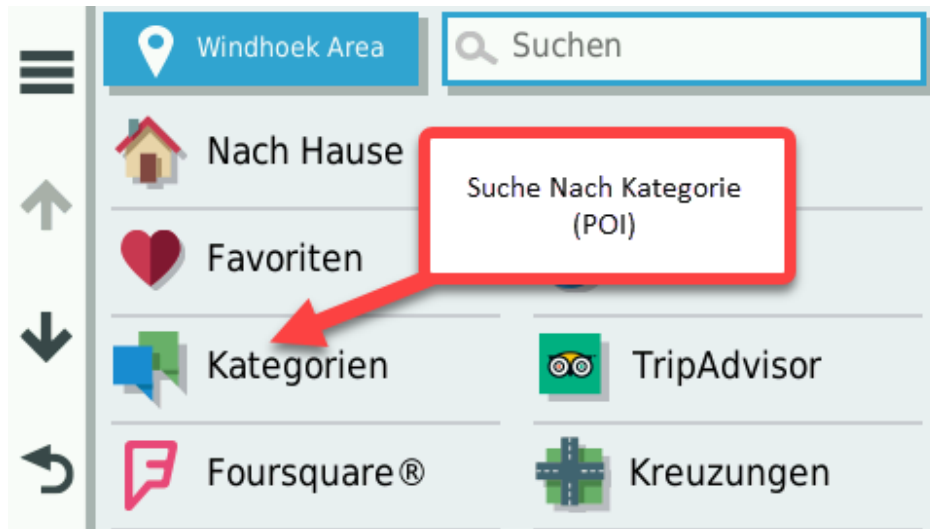 Windhoek Area
Suchen
Nach Hause
Suche Nach Kategorie
(POI)
Favoriten
Kategorien
TripAdvisor
Foursquare®
Kreuzungen